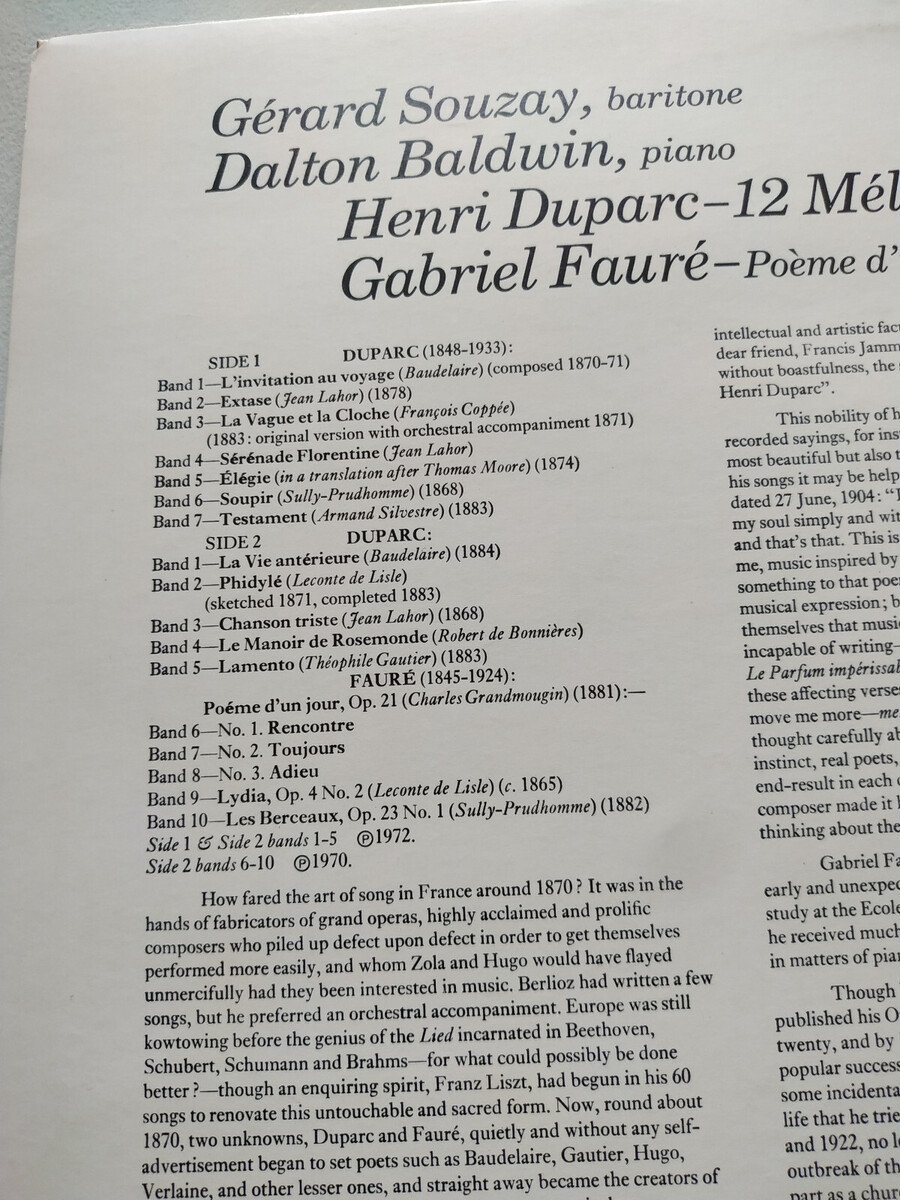 Gérard Souzay, baritone
Dalton Baldwin, piano
Henri Duparc–12 Mél
Gabriel Fauré–Poème d'
SIDE 1 DUPARC (1848-1933):
Band 1—L'invitation au voyage (Baudelaire) (composed 1870–71)
Band 2—Extase (Jean Lahor) (1878)
Band 3—La Vague et la Cloche (François Coppée)
(1883: original version with orchestral accompaniment 1871)
Band 4—Sérénade Florentine (Jean Lahor)
Band 5—Élégie (in a translation after Thomas Moore) (1874)
Band 6—Soupir (Sully-Prudhomme) (1868)
Band 7—Testament (Armand Silvestre) (1883)
SIDE 2 DUPARC:
Band 1—La Vie antérieure (Baudelaire) (1884)
Band 2—Phidylé (Leconte de Lisle)
(sketched 1871, completed 1883)
Band 3—Chanson triste (Jean Lahor) (1868)
Band 4—Le Manoir de Rosemonde (Robert de Bonnières)
Band 5—Lamento (Théophile Gautier) (1883)
FAURÉ (1845-1924):
Poéme d'un jour, Op. 21 (Charles Grandmougin) (1881):—
Band 6—No. 1. Rencontre
Band 7—No. 2. Toujours
Band 8—No. 3. Adieu
Band 9—Lydia, Op. 4 No. 2 (Leconte de Lisle) (c. 1865)
Band 10—Les Berceaux, Op. 23 No. 1 (Sully-Prudhomme) (1882)
Side 1 & Side 2 bands 1–5 Ⓟ1972.
Side 2 bands 6-10 Ⓟ1970.
How fared the art of song in France around 1870? It was in the
hands of fabricators of grand operas, highly acclaimed and prolific
composers who piled up defect upon defect in order to get themselves
performed more easily, and whom Zola and Hugo would have flayed
unmercifully had they been interested in music. Berlioz had written a few
songs, but he preferred an orchestral accompaniment. Europe was still
kowtowing before the genius of the Lied incarnated in Beethoven,
Schubert, Schumann and Brahms—for what could possibly be done
better?—though an enquiring spirit, Franz Liszt, had begun in his 60
songs to renovate this untouchable and sacred form. Now, round about
1870, two unknowns, Duparc and Fauré, quietly and without any self-
advertisement began to set poets such as Baudelaire, Gautier, Hugo,
Verlaine, and other lesser ones, and straight away became the creators of
intellectual and artistic facu
dear friend, Francis Jamm
without boastfulness, the
Henri Duparc".
This nobility of h
recorded sayings, for ins
most beautiful but also t
his songs it may be help
dated 27 June, 1904: "I
my soul simply and wit
and that's that. This is
me, music inspired by
something to that poe
musical expression; b
themselves that musi
incapable of writing—
Le Parfum impérissab
these affecting verse
move me more—me
thought carefully ab
instinct, real poets,
end-result in each c
composer made it h
thinking about the
Gabriel Fa
early and unexpec
study at the Ecole
he received much
in matters of pian
Though
published his O
twenty, and by
popular success
some incidenta
life that he trie
and 1922, no l
outbreak of th
part as a churc